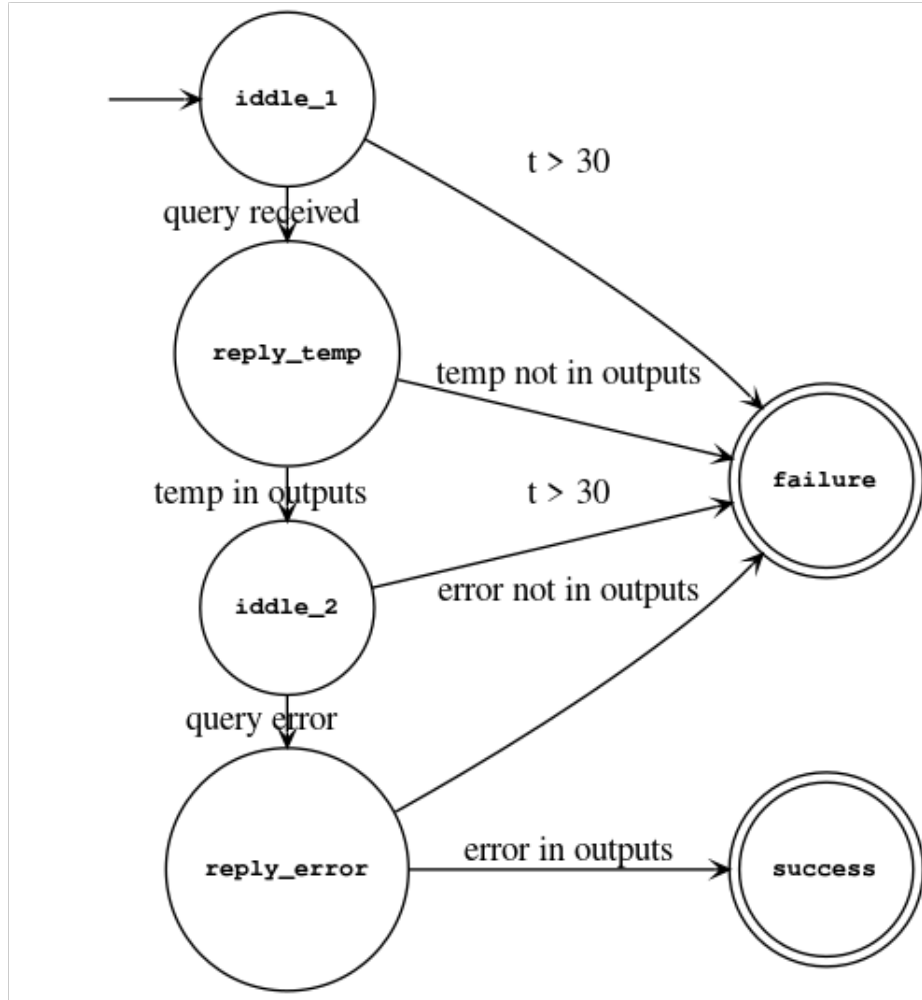 iddle_1
t > 30
query received
reply_temp
temp not in outputs
failure
temp in outputs
t > 30
error not in outputs
iddle_2
query error
error in outputs
reply_error
success